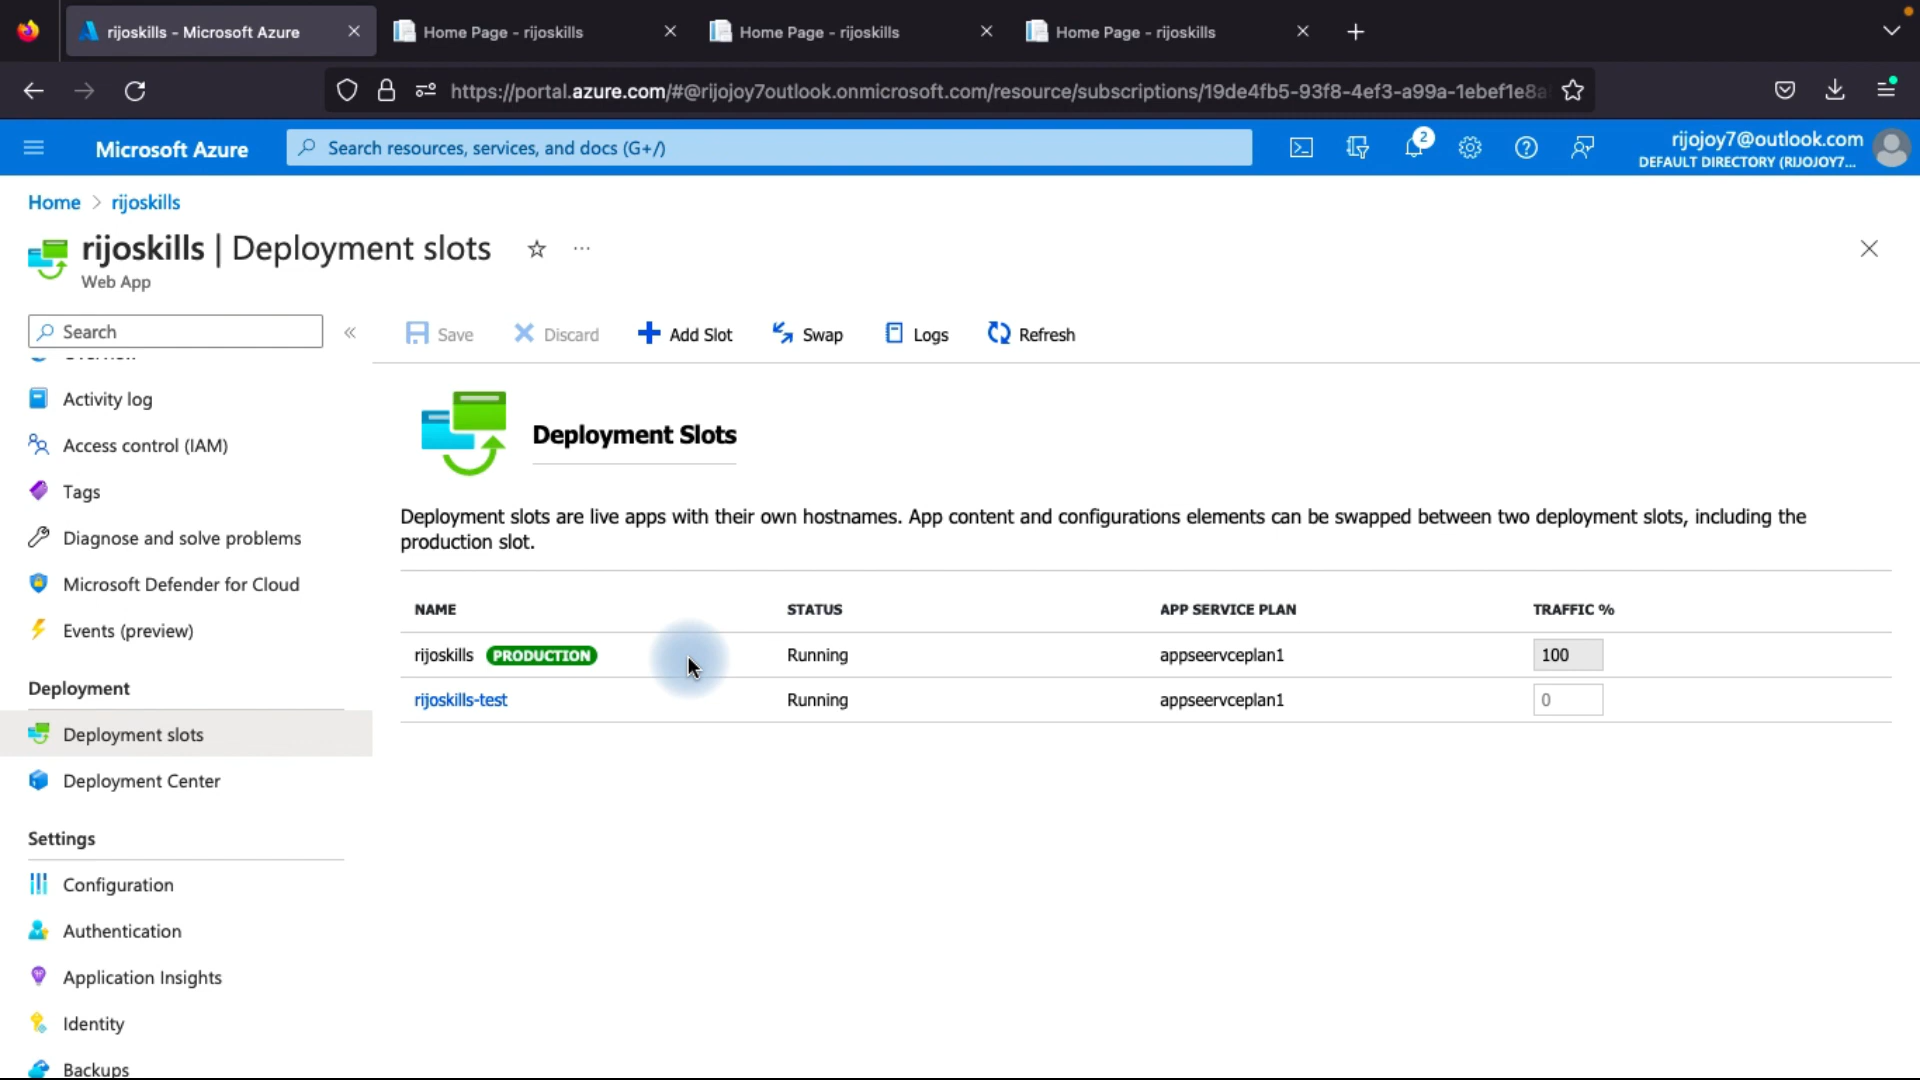 rijoskills - Microsoft Azure
Home Page - rijoskills
Home Page - rijoskills
Home Page - rijoskills
https://portal.azure.com/#@rijojoy7outlook.onmicrosoft.com/resource/subscriptions/19de4fb5-93f8-4ef3-a99a-1ebef1e8a
Microsoft Azure
Search resources, services, and docs (G+/)
2
rijojoy7@outlook.com
DEFAULT DIRECTORY (RIJOJOY7...
Home > rijoskills
rijoskills | Deployment slots
Web App
Search
Save
Discard
Add Slot
Swap
Logs
Refresh
Activity log
Access control (IAM)
Tags
Diagnose and solve problems
Microsoft Defender for Cloud
Events (preview)
Deployment
Deployment slots
Deployment Center
Settings
Configuration
Authentication
Application Insights
Identity
Backups
Deployment Slots
Deployment slots are live apps with their own hostnames. App content and configurations elements can be swapped between two deployment slots, including the
production slot.
NAME STATUS APP SERVICE PLAN TRAFFIC %
rijoskills PRODUCTION Running appseervceplan1 100
rijoskills-test Running appseervceplan1 0